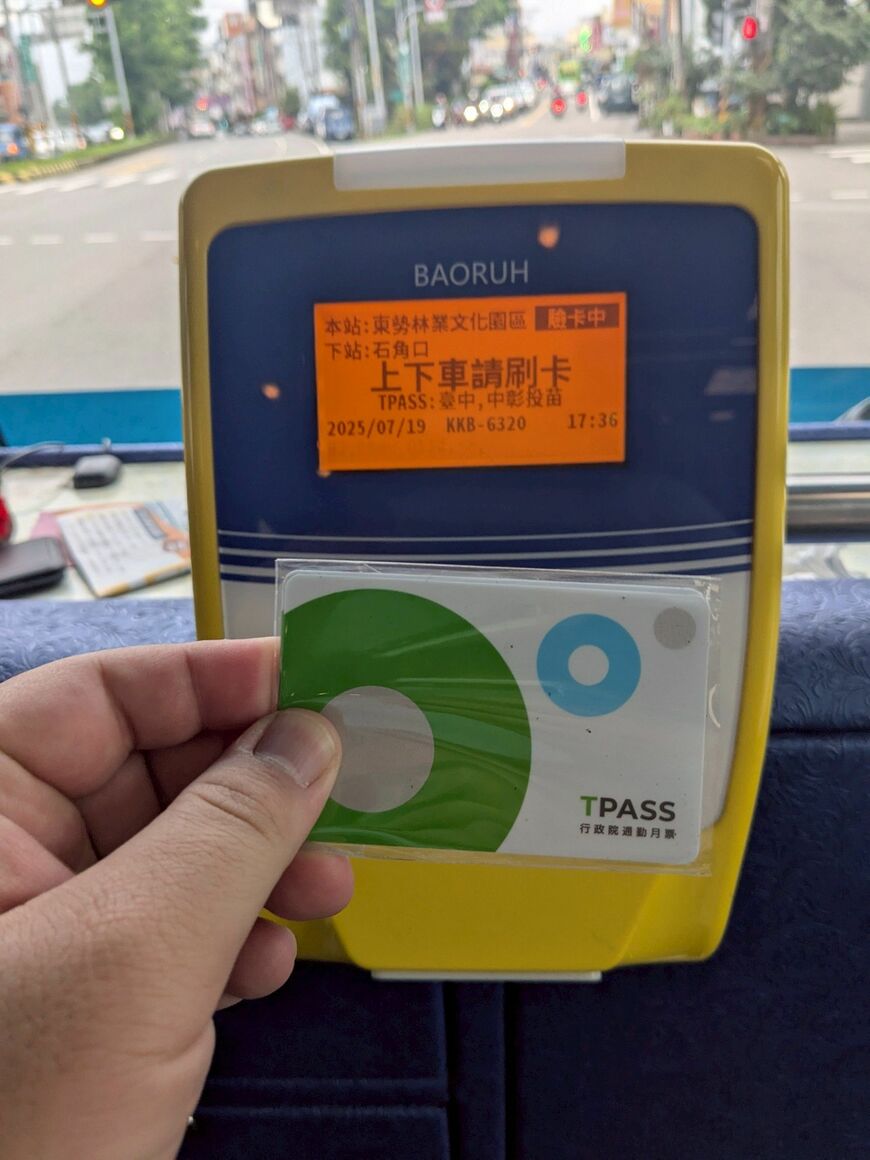 BAORUH
本站:東勢林業文化園區 驗卡中
下站:石角口
上下車請刷卡
TPASS:臺中,中彰投苗
2025/07/19 KKB-6320 17:36
TPASS
行政院通勤月票